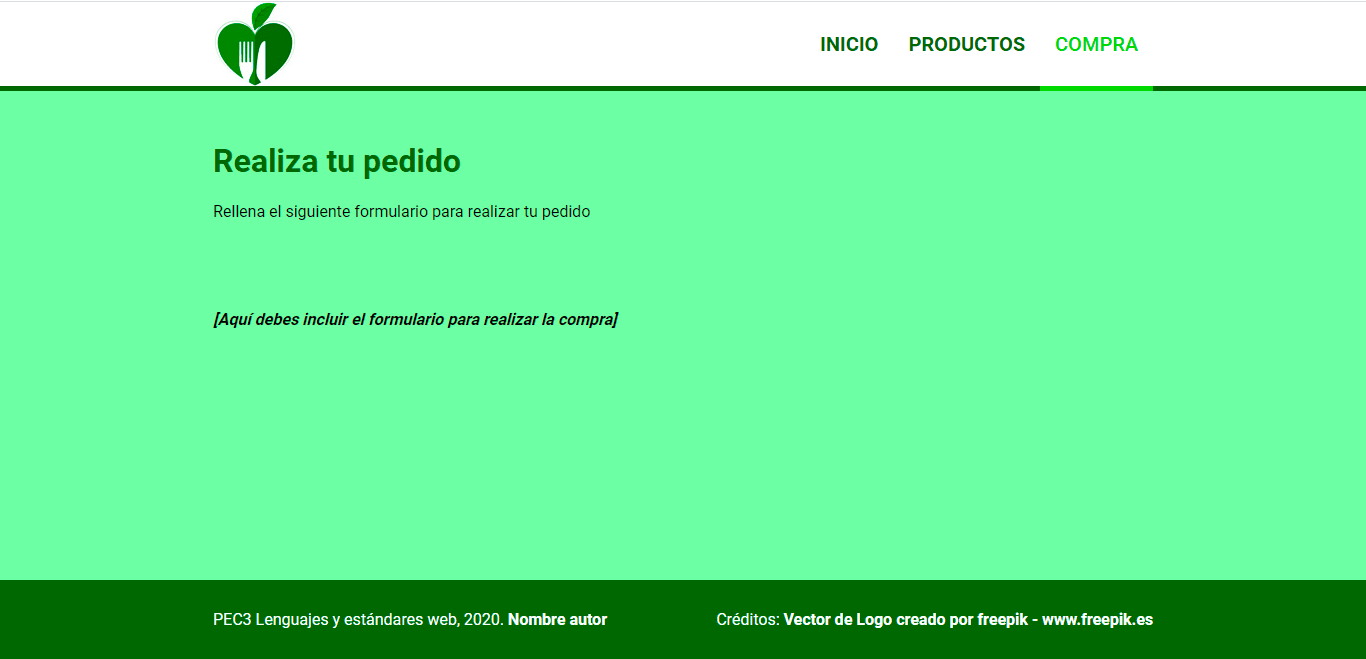 INICIO PRODUCTOS COMPRA
Realiza tu pedido
Rellena el siguiente formulario para realizar tu pedido
[Aquí debes incluir el formulario para realizar la compra]
PEC3 Lenguajes y estándares web, 2020. Nombre autor
Créditos: Vector de Logo creado por freepik - www.freepik.es